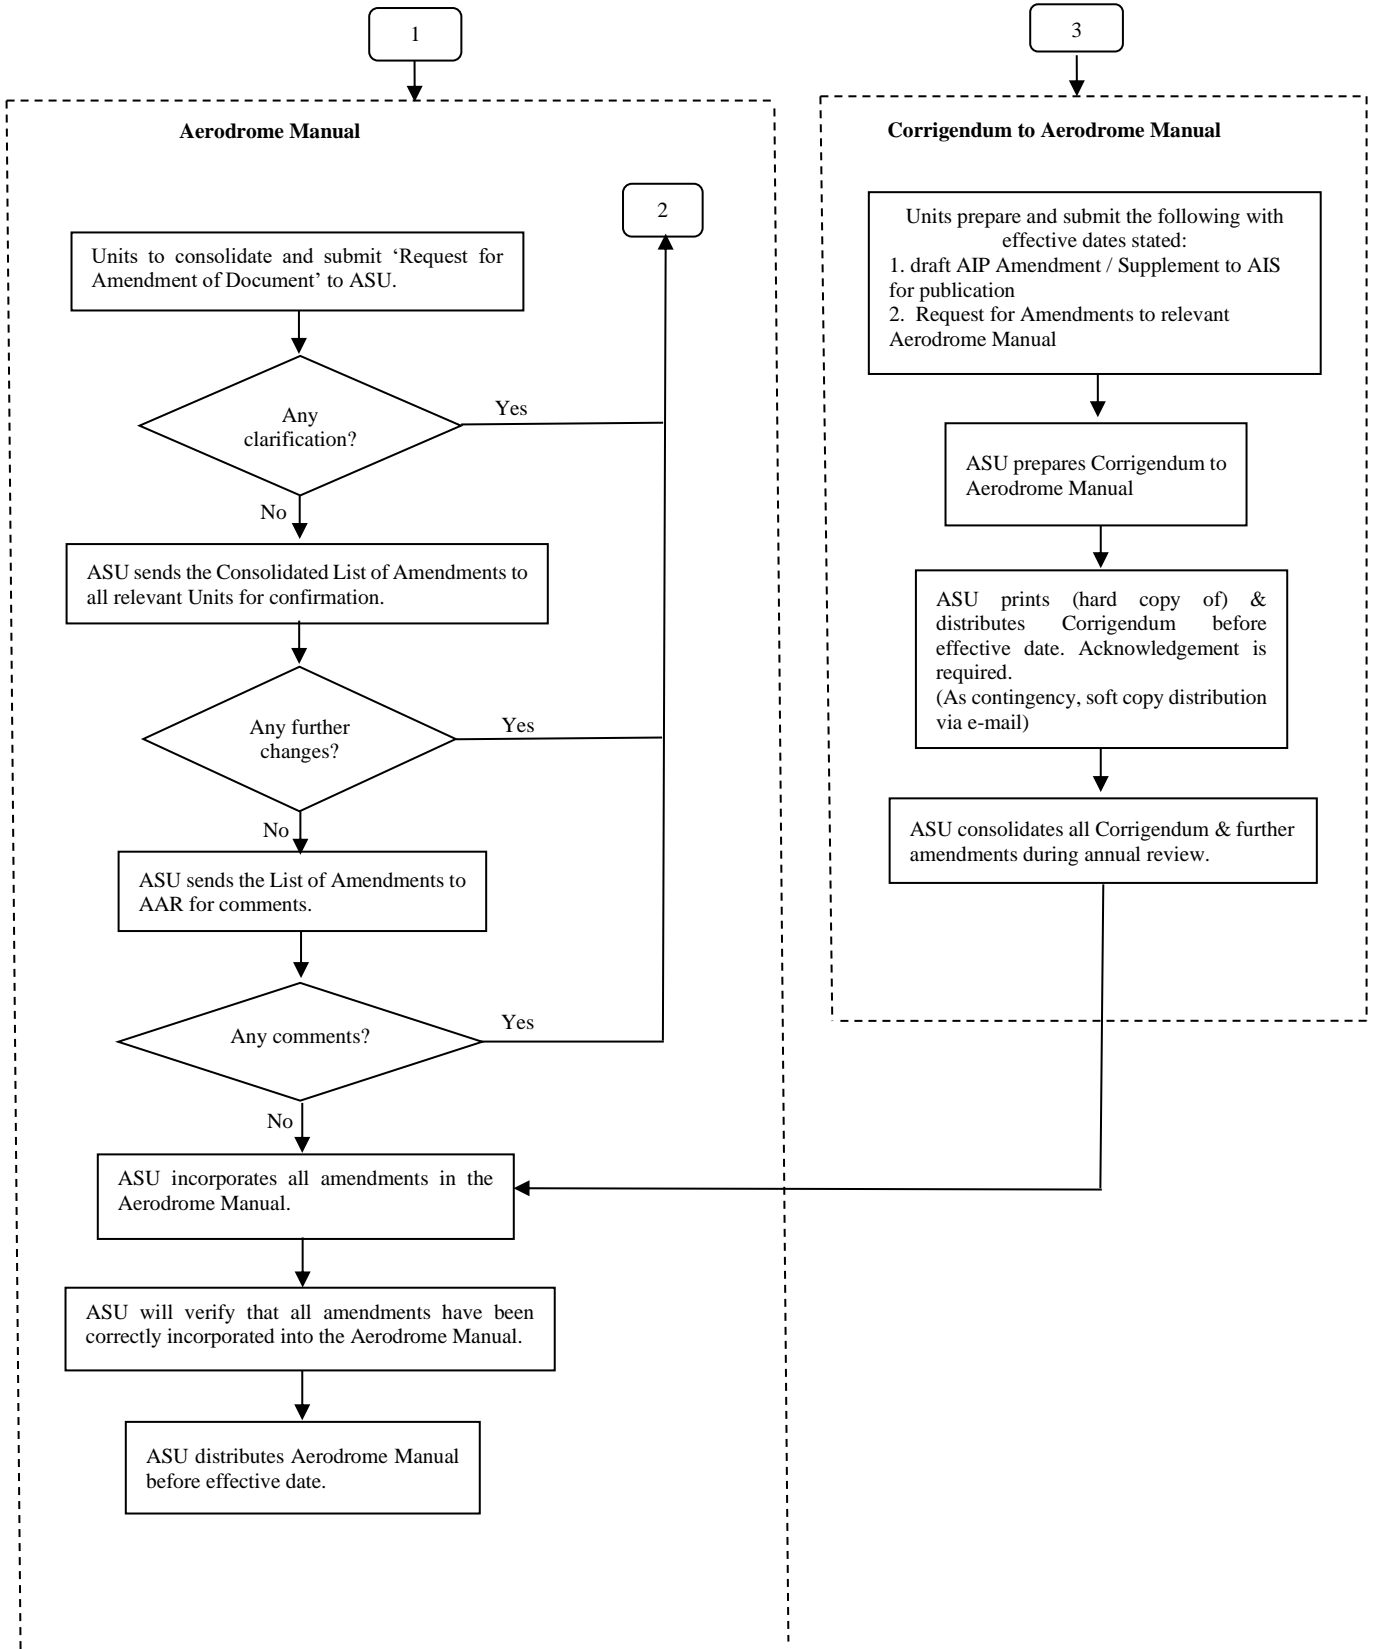 1
Aerodrome Manual
2
Units to consolidate and submit ‘Request for
Amendment of Document’ to ASU.
Any
clarification?
Yes
No
ASU sends the Consolidated List of Amendments to
all relevant Units for confirmation.
Any further
changes?
Yes
No
ASU sends the List of Amendments to
AAR for comments.
Any comments?
Yes
No
ASU incorporates all amendments in the
Aerodrome Manual.
ASU will verify that all amendments have been
correctly incorporated into the Aerodrome Manual.
ASU distributes Aerodrome Manual
before effective date.
3
Corrigendum to Aerodrome Manual
Units prepare and submit the following with
effective dates stated:
1. draft AIP Amendment / Supplement to AIS
for publication
2. Request for Amendments to relevant
Aerodrome Manual
ASU prepares Corrigendum to
Aerodrome Manual
ASU prints (hard copy of) &
distributes Corrigendum before
effective date. Acknowledgement is
required.
(As contingency, soft copy distribution
via e-mail)
ASU consolidates all Corrigendum & further
amendments during annual review.